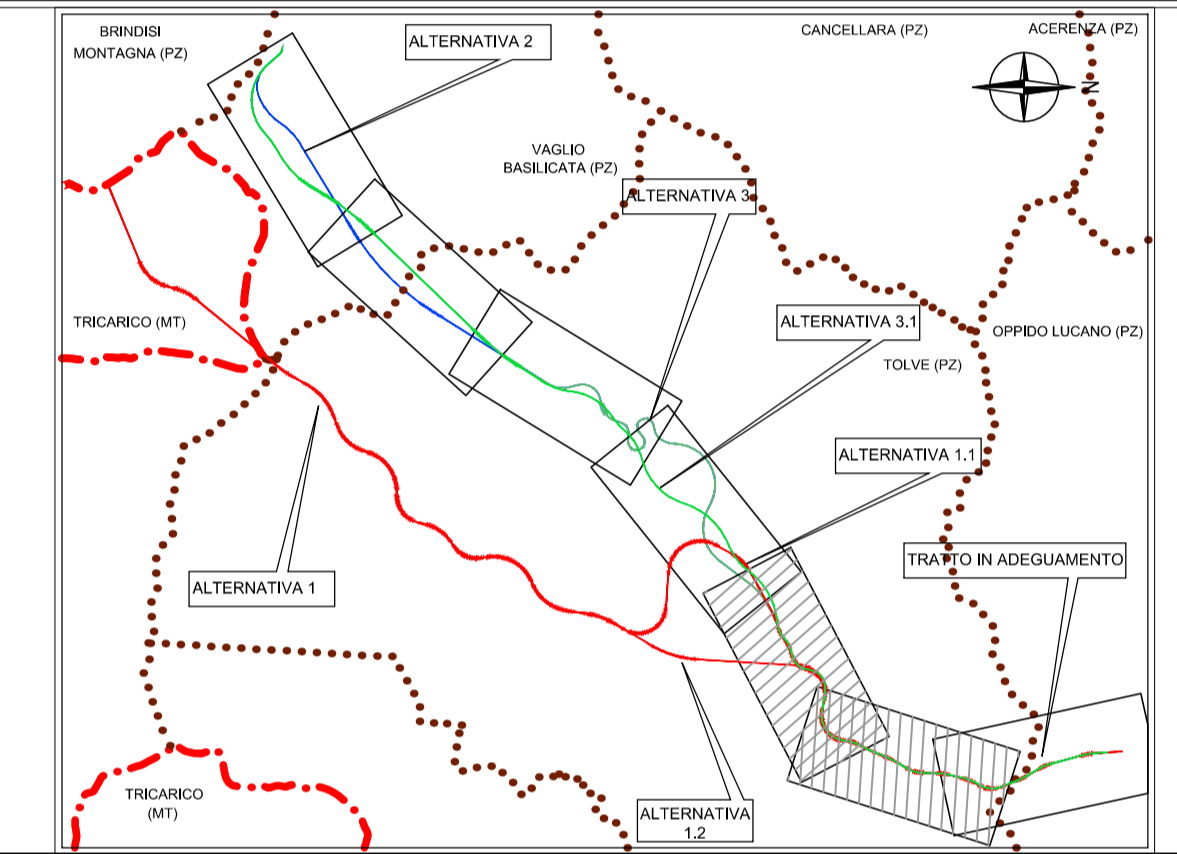 BRINDISI
MONTAGNA (PZ)
ALTERNATIVA 2
CANCELLARA (PZ)
ACERENZA (PZ)
N
VAGLIO
BASILICATA (PZ)
ALTERNATIVA 3
TRICARICO (MT)
ALTERNATIVA 3.1
OPPIDO LUCANO (PZ)
TOLVE (PZ)
ALTERNATIVA 1.1
TRATTO IN ADEGUAMENTO
ALTERNATIVA 1
TRICARICO
(MT)
ALTERNATIVA
1.2